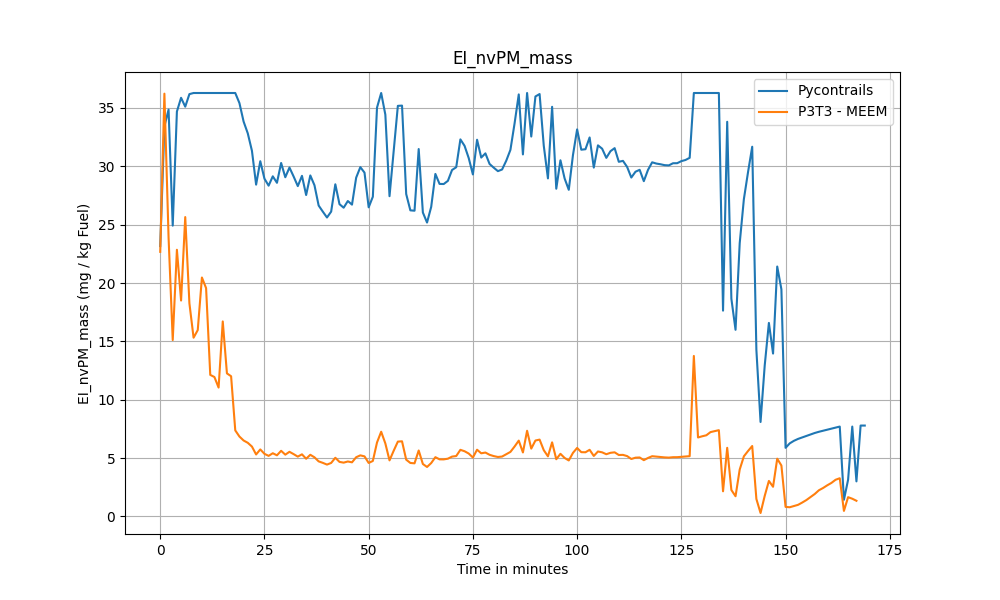 EI_nvPM_mass
Pycontrails
P3T3 - MEEM
EI_nvPM_mass (mg / kg Fuel)
35
30
25
20
15
10
5
0
0 25 50 75 100 125 150 175
Time in minutes